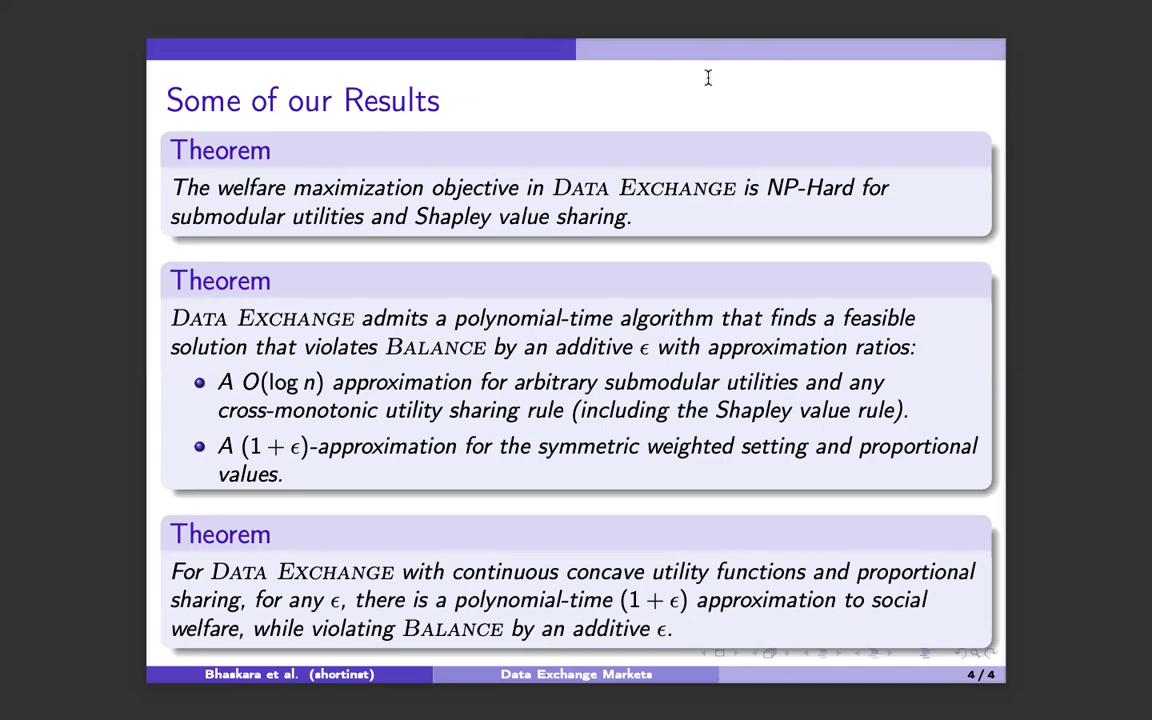 Some of our Results
Theorem
The welfare maximization objective in DATA EXCHANGE is NP-Hard for
submodular utilities and Shapley value sharing.
Theorem
DATA EXCHANGE admits a polynomial-time algorithm that finds a feasible
solution that violates BALANCE by an additive ϵ with approximation ratios:
A O(log n) approximation for arbitrary submodular utilities and any
cross-monotonic utility sharing rule (including the Shapley value rule).
A (1 + ϵ)-approximation for the symmetric weighted setting and proportional
values.
Theorem
For DATA EXCHANGE with continuous concave utility functions and proportional
sharing, for any ϵ, there is a polynomial-time (1 + ϵ) approximation to social
welfare, while violating BALANCE by an additive ϵ.
Bhaskara et al. (shortinst) Data Exchange Markets 4 / 4